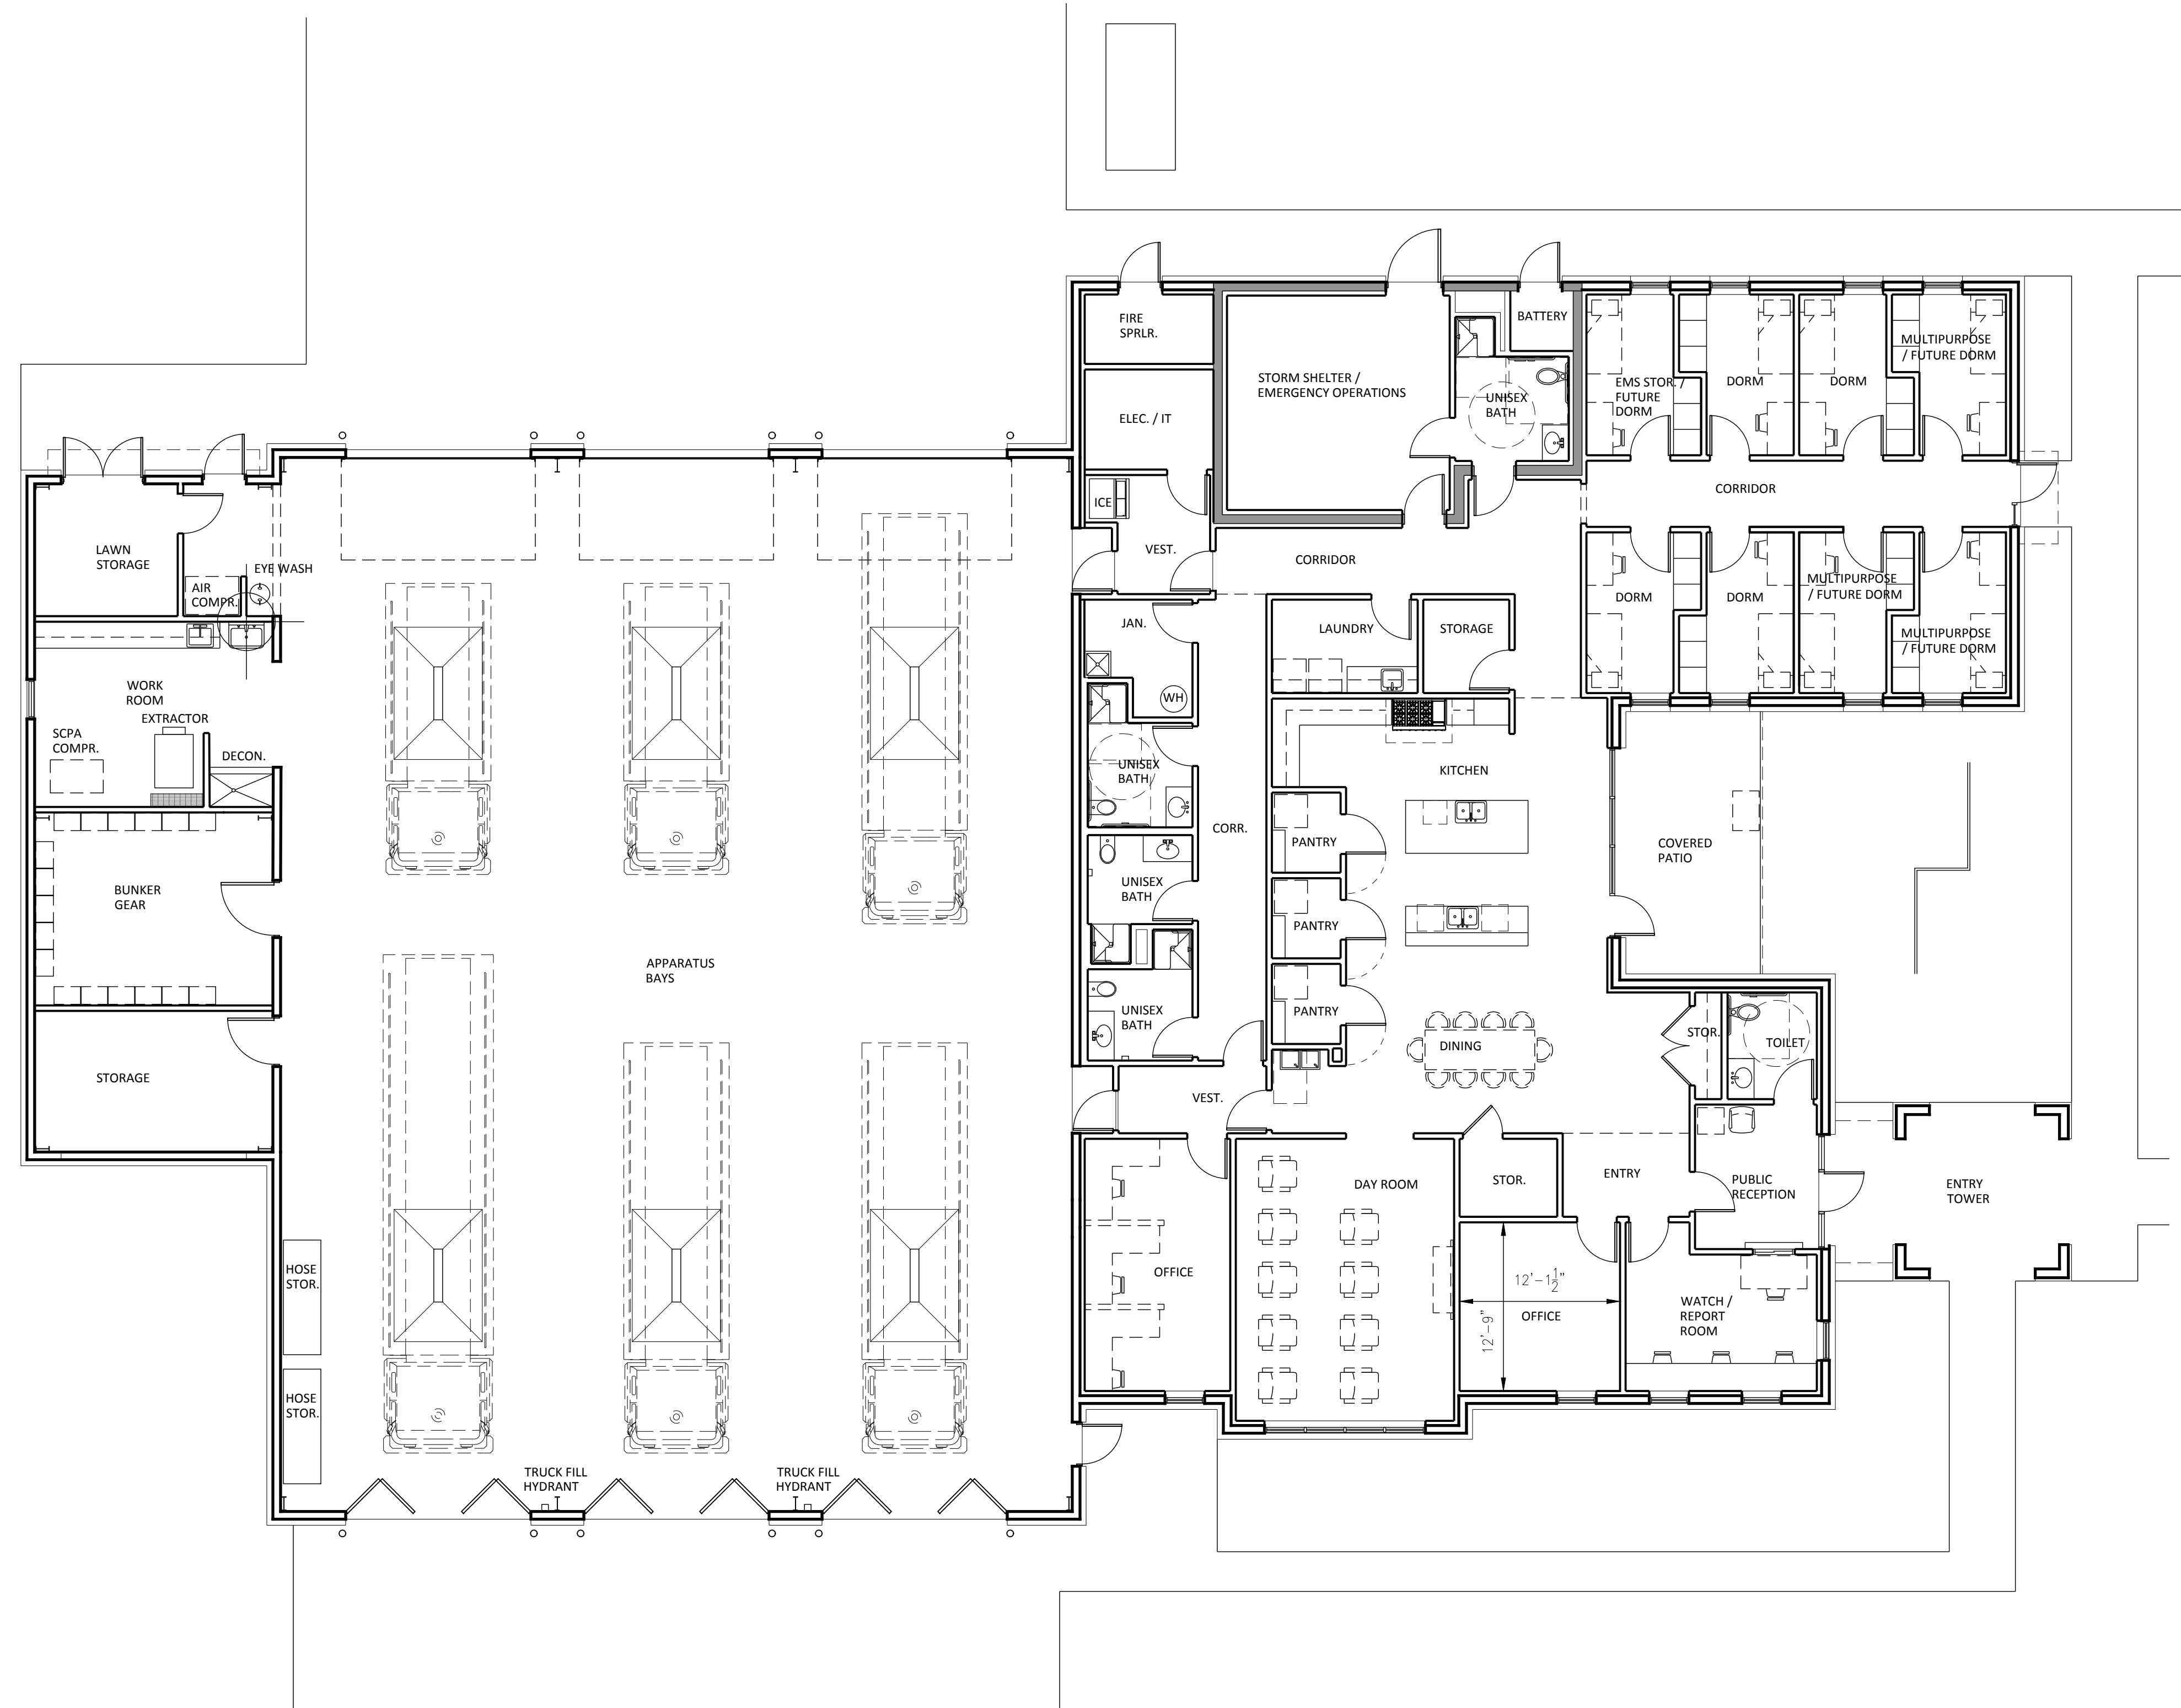 FIRE
SPRLR.
ELEC. / IT
ICE
VEST.
STORM SHELTER /
EMERGENCY OPERATIONS
BATTERY
UNISEX
BATH
EMS STOR. /
FUTURE
DORM
DORM
DORM
MULTIPURPOSE
/ FUTURE DORM
CORRIDOR
CORRIDOR
DORM
DORM
MULTIPURPOSE
/ FUTURE DORM
MULTIPURPOSE
/ FUTURE DORM
LAWN
STORAGE
AIR
COMPR.
EYE WASH
WORK
ROOM
EXTRACTOR
SCPA
COMPR.
DECON.
BUNKER
GEAR
STORAGE
APPARATUS
BAYS
HOSE
STOR.
HOSE
STOR.
TRUCK FILL
HYDRANT
TRUCK FILL
HYDRANT
JAN.
WH
UNISEX
BATH
UNISEX
BATH
UNISEX
BATH
CORR.
LAUNDRY
STORAGE
KITCHEN
PANTRY
PANTRY
PANTRY
DINING
COVERED
PATIO
STOR.
TOILET
VEST.
OFFICE
DAY ROOM
STOR.
ENTRY
PUBLIC
RECEPTION
ENTRY
TOWER
12'-1 1/2"
12'-9"
OFFICE
WATCH /
REPORT
ROOM